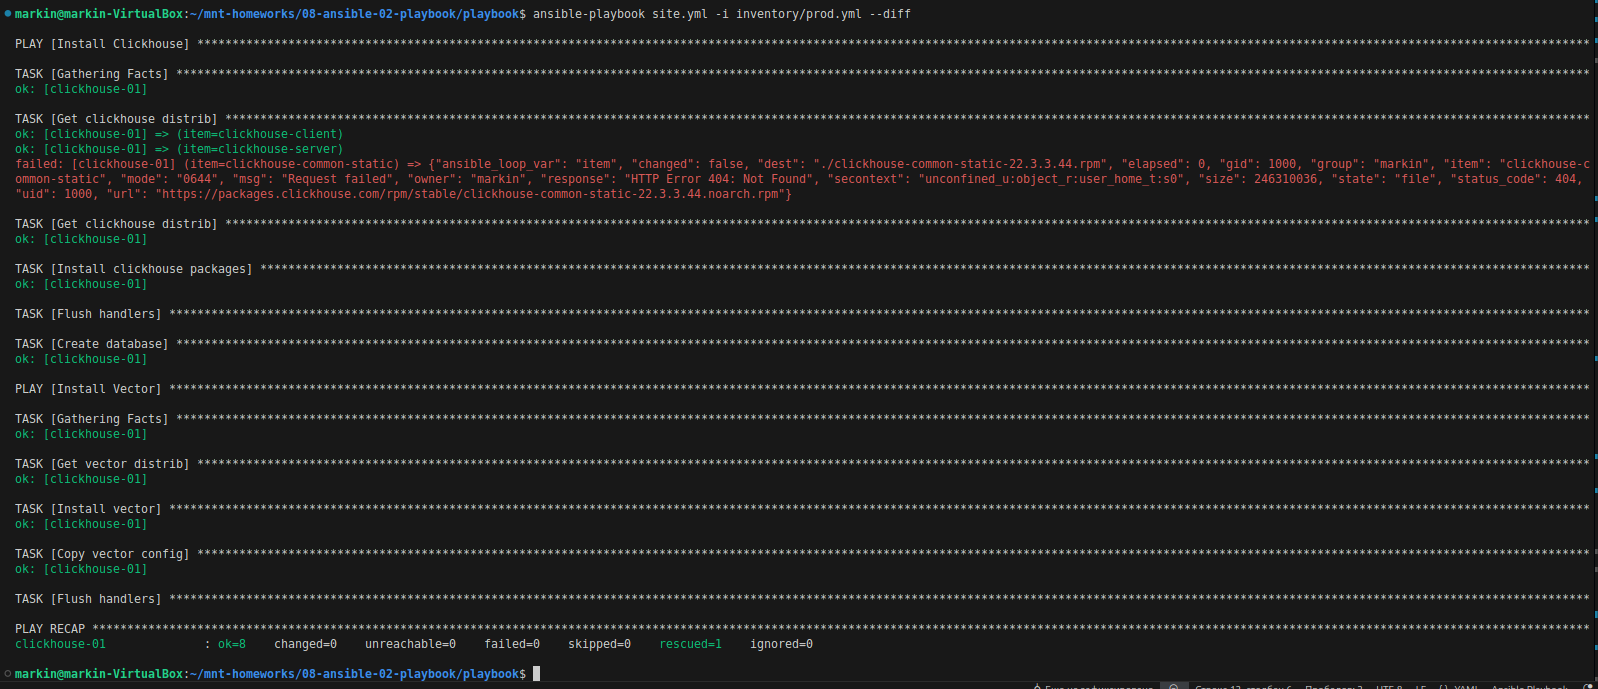 markin@markin-VirtualBox:~/mnt-homeworks/08-ansible-02-playbook/playbook$ ansible-playbook site.yml -i inventory/prod.yml --diff
PLAY [Install Clickhouse] ****************************************************************
TASK [Gathering Facts] ****************************************************************
ok: [clickhouse-01]
TASK [Get clickhouse distrib] ****************************************************************
ok: [clickhouse-01] => (item=clickhouse-client)
ok: [clickhouse-01] => (item=clickhouse-server)
failed: [clickhouse-01] (item=clickhouse-common-static) => {"ansible_loop_var": "item", "changed": false, "dest": "./clickhouse-common-static-22.3.3.44.rpm", "elapsed": 0, "gid": 1000, "group": "markin", "item": "clickhouse-c
ommon-static", "mode": "0644", "msg": "Request failed", "owner": "markin", "response": "HTTP Error 404: Not Found", "secontext": "unconfined_u:object_r:user_home_t:s0", "size": 246310036, "state": "file", "status_code": 404,
"uid": 1000, "url": "https://packages.clickhouse.com/rpm/stable/clickhouse-common-static-22.3.3.44.noarch.rpm"}
TASK [Get clickhouse distrib] ****************************************************************
ok: [clickhouse-01]
TASK [Install clickhouse packages] ****************************************************************
ok: [clickhouse-01]
TASK [Flush handlers] ****************************************************************
TASK [Create database] ****************************************************************
ok: [clickhouse-01]
PLAY [Install Vector] ****************************************************************
TASK [Gathering Facts] ****************************************************************
ok: [clickhouse-01]
TASK [Get vector distrib] ****************************************************************
ok: [clickhouse-01]
TASK [Install vector] ****************************************************************
ok: [clickhouse-01]
TASK [Copy vector config] ****************************************************************
ok: [clickhouse-01]
TASK [Flush handlers] ****************************************************************
PLAY RECAP ****************************************************************
clickhouse-01 : ok=8 changed=0 unreachable=0 failed=0 skipped=0 rescued=1 ignored=0
markin@markin-VirtualBox:~/mnt-homeworks/08-ansible-02-playbook/playbook$